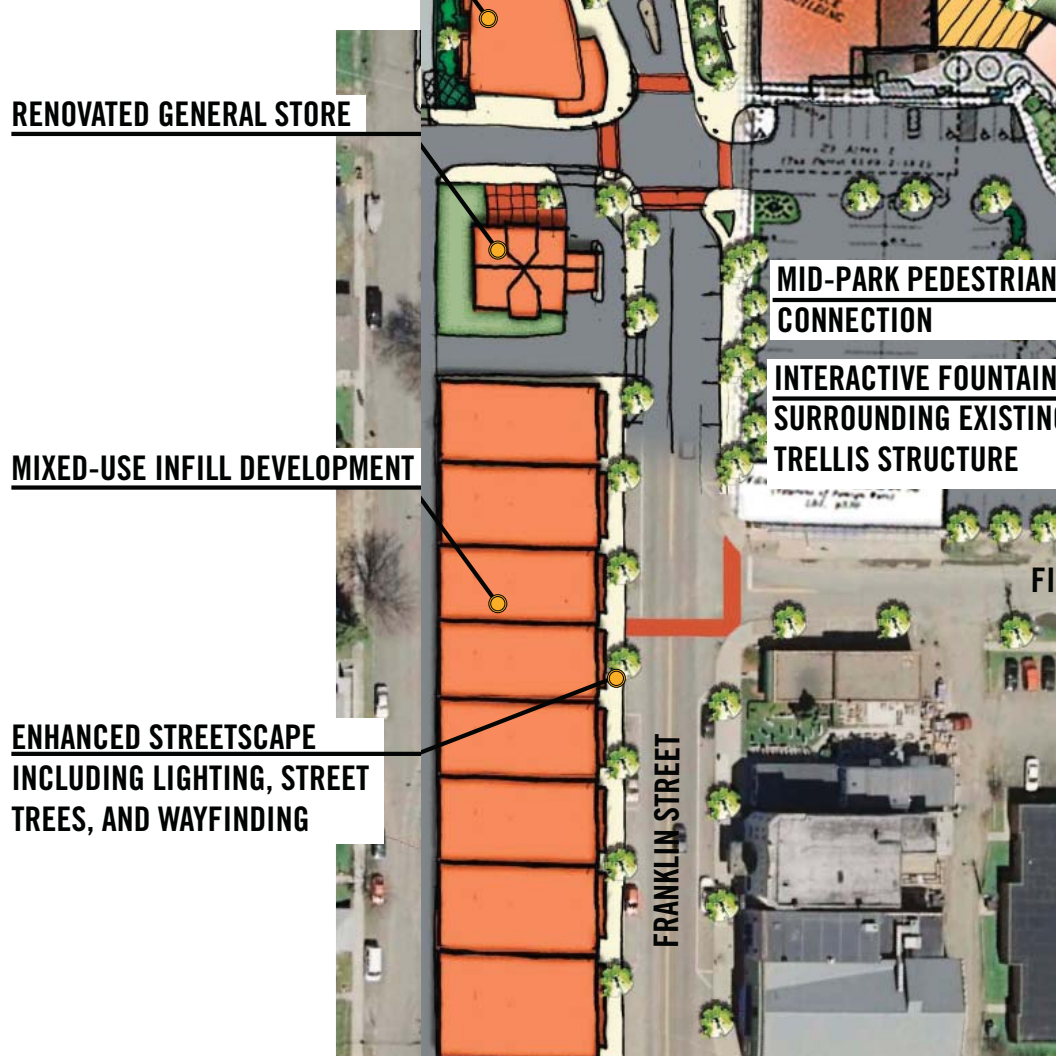 BUILDING
RENOVATED GENERAL STORE
MID-PARK PEDESTRIAN
CONNECTION
INTERACTIVE FOUNTAIN
SURROUNDING EXISTING
TRELLIS STRUCTURE
MIXED-USE INFILL DEVELOPMENT
ENHANCED STREETSCAPE
INCLUDING LIGHTING, STREET
TREES, AND WAYFINDING
FRANKLIN STREET
FI